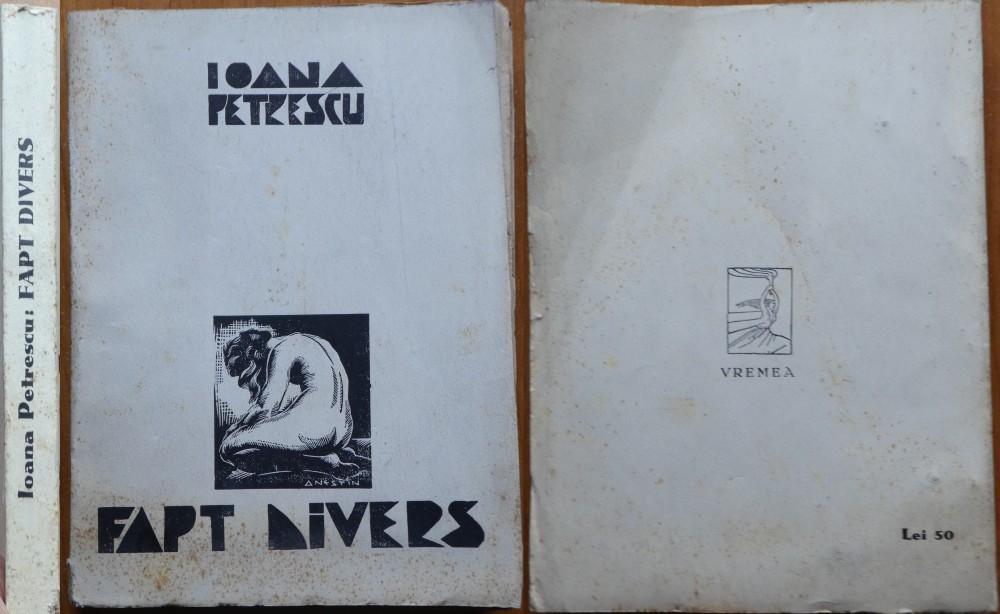 Ioana Petrescu: FAPT DIVERS
IOANA
PETRESCU
ANESTIN
FAPT DiVERS
VREMEA
Lei 50